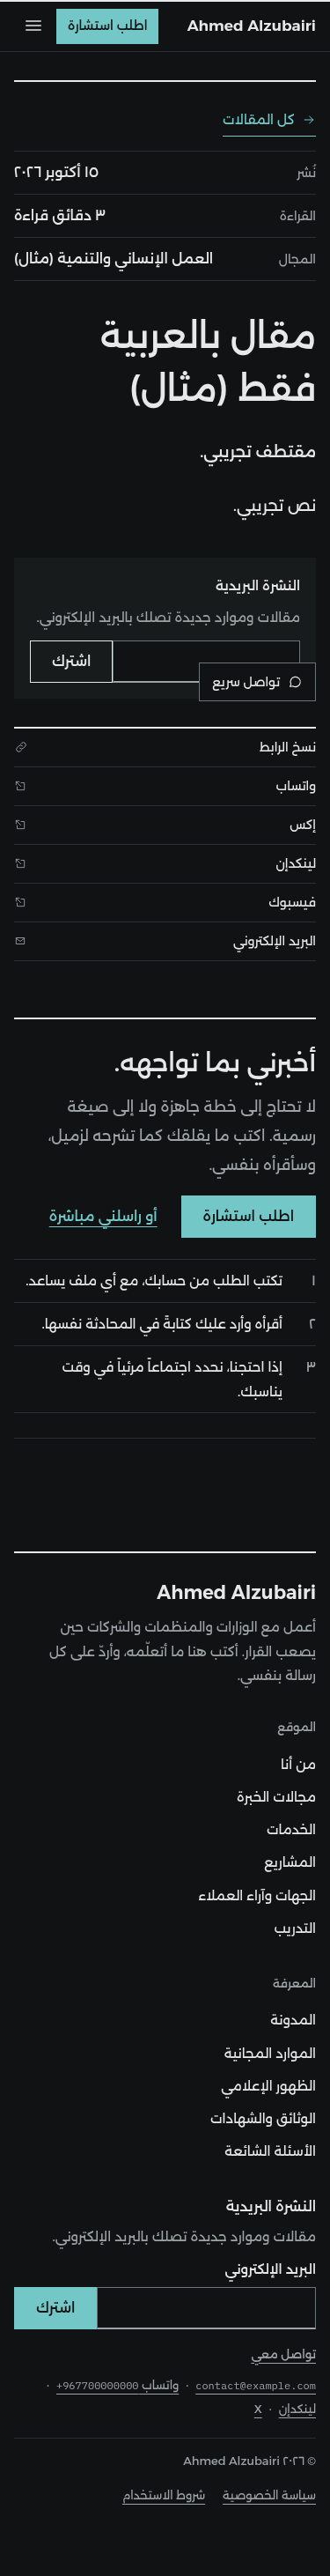 Ahmed Alzubairi
اطلب استشارة
كل المقالات
نُشر
١٥ أكتوبر ٢٠٢٦
القراءة
٣ دقائق قراءة
المجال
العمل الإنساني والتنمية (مثال)
مقال بالعربية
فقط (مثال)
مقتطف تجريبي.
نص تجريبي.
النشرة البريدية
مقالات وموارد جديدة تصلك بالبريد الإلكتروني.
اشترك
تواصل سريع
نسخ الرابط
واتساب
إكس
لينكدإن
فيسبوك
البريد الإلكتروني
أخبرني بما تواجهه.
لا تحتاج إلى خطة جاهزة ولا إلى صيغة
رسمية. اكتب ما يقلقك كما تشرحه لزميل،
وسأقرأه بنفسي.
اطلب استشارة
أو راسلني مباشرة
١ تكتب الطلب من حسابك، مع أي ملف يساعد.
٢ أقرأه وأرد عليك كتابةً في المحادثة نفسها.
٣ إذا احتجنا، نحدد اجتماعاً مرئياً في وقت
يناسبك.
Ahmed Alzubairi
أعمل مع الوزارات والمنظمات والشركات حين
يصعب القرار. أكتب هنا ما أتعلّمه، وأردّ على كل
رسالة بنفسي.
الموقع
من أنا
مجالات الخبرة
الخدمات
المشاريع
الجهات وآراء العملاء
التدريب
المعرفة
المدونة
الموارد المجانية
الظهور الإعلامي
الوثائق والشهادات
الأسئلة الشائعة
النشرة البريدية
مقالات وموارد جديدة تصلك بالبريد الإلكتروني.
البريد الإلكتروني
اشترك
تواصل معي
contact@example.com · واتساب +967700000000 ·
لينكدإن · X
© ٢٠٢٦ Ahmed Alzubairi
سياسة الخصوصية
شروط الاستخدام